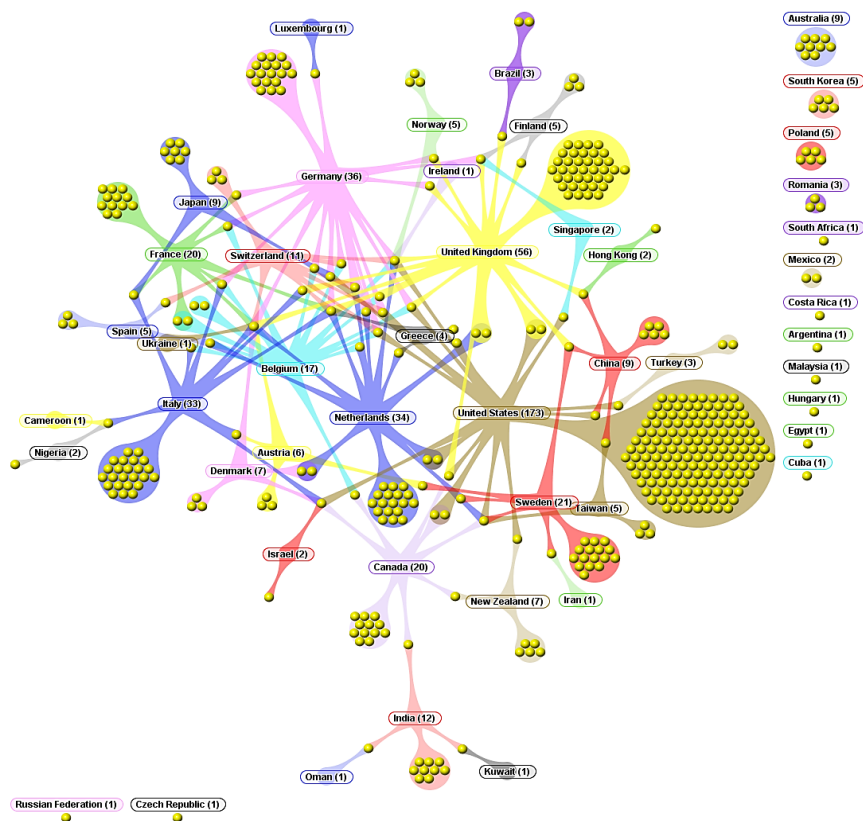 Luxembourg (1)
Australia (9)
Brazil (3)
South Korea (5)
Norway (5)
Finland (5)
Poland (5)
Ireland (1)
Germany (36)
Romania (3)
Japan (9)
Singapore (2)
South Africa (1)
France (20)
Switzerland (11)
United Kingdom (56)
Hong Kong (2)
Mexico (2)
Costa Rica (1)
Spain (5)
Ukraine (1)
Greece (4)
Argentina (1)
Belgium (17)
China (9)
Turkey (3)
Malaysia (1)
Italy (33)
Netherlands (34)
United States (173)
Hungary (1)
Cameroon (1)
Egypt (1)
Nigeria (2)
Austria (6)
Cuba (1)
Denmark (7)
Sweden (21)
Taiwan (5)
Israel (2)
Canada (20)
New Zealand (7)
Iran (1)
India (12)
Oman (1)
Kuwait (1)
Russian Federation (1)
Czech Republic (1)